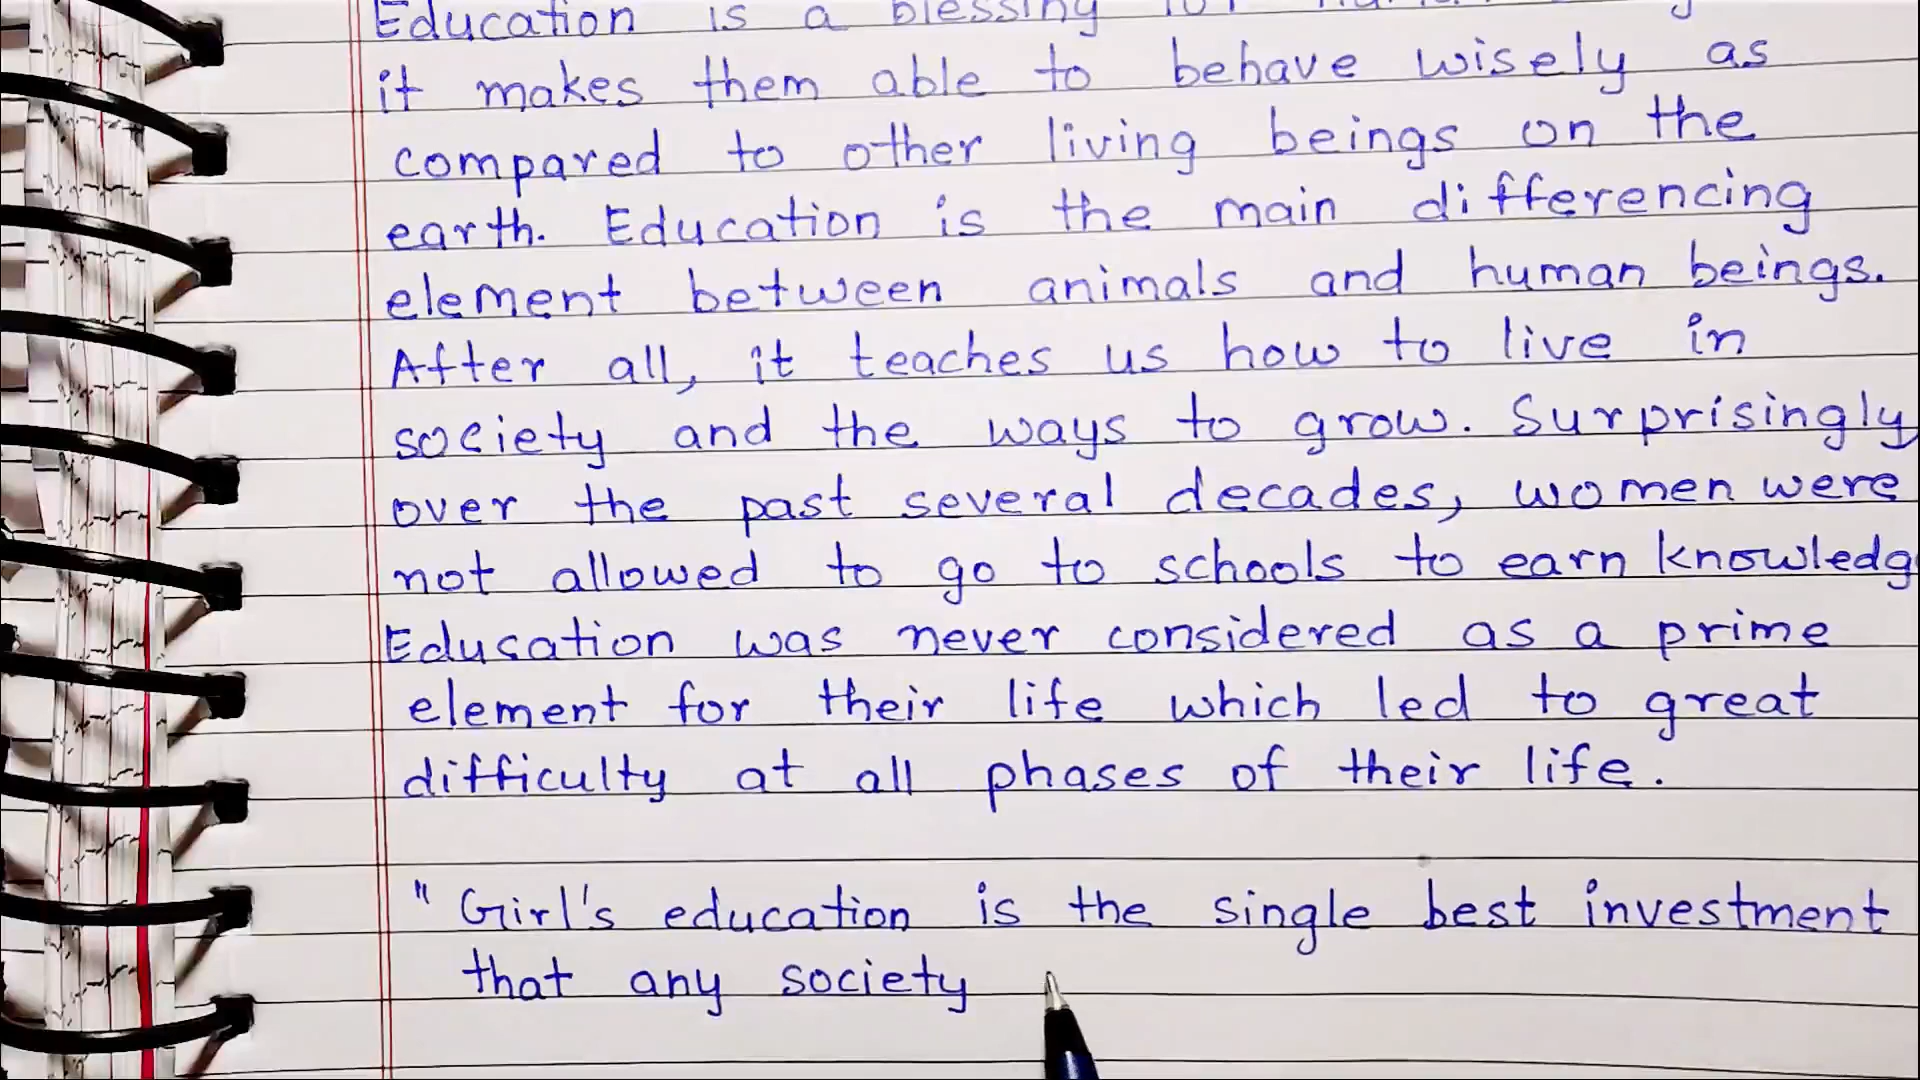 Education is a blessing for
it makes them able to behave wisely as
compared to other living beings on the
earth. Education is the main differencing
element between animals and human beings.
After all, it teaches us how to live in
society and the ways to grow. Surprisingly
over the past several decades, women were
not allowed to go to schools to earn knowledg
Education was never considered as a prime
element for their life which led to great
difficulty at all phases of their life.
" Girl's education is the single best investment
that any society